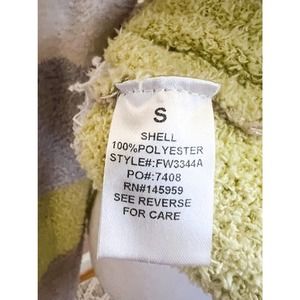 S
SHELL
100%POLYESTER
STYLE#:FW3344A
PO#:7408
RN#145959
SEE REVERSE
FOR CARE